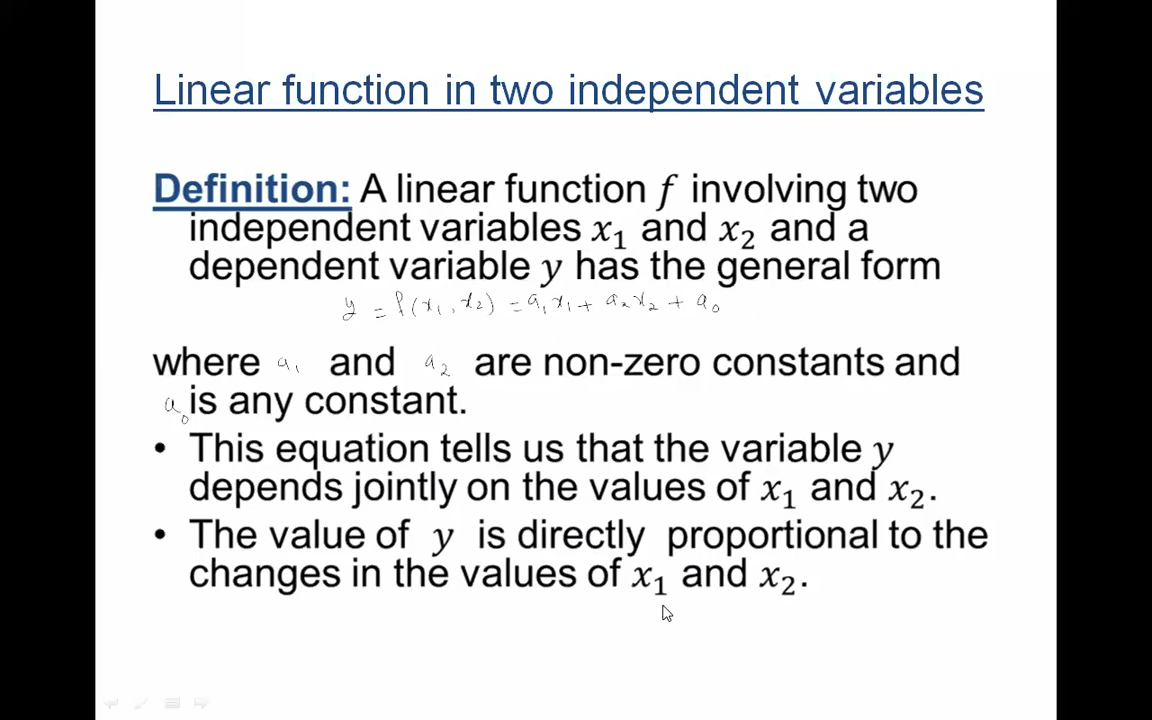 Linear function in two independent variables
Definition: A linear function f involving two
independent variables x₁ and x₂ and a
dependent variable y has the general form
y = f(x₁, x₂) = a₁x₁ + a₂x₂ + a₀
where a₁ and a₂ are non-zero constants and
a₀ is any constant.
• This equation tells us that the variable y
depends jointly on the values of x₁ and x₂.
• The value of y is directly proportional to the
changes in the values of x₁ and x₂.